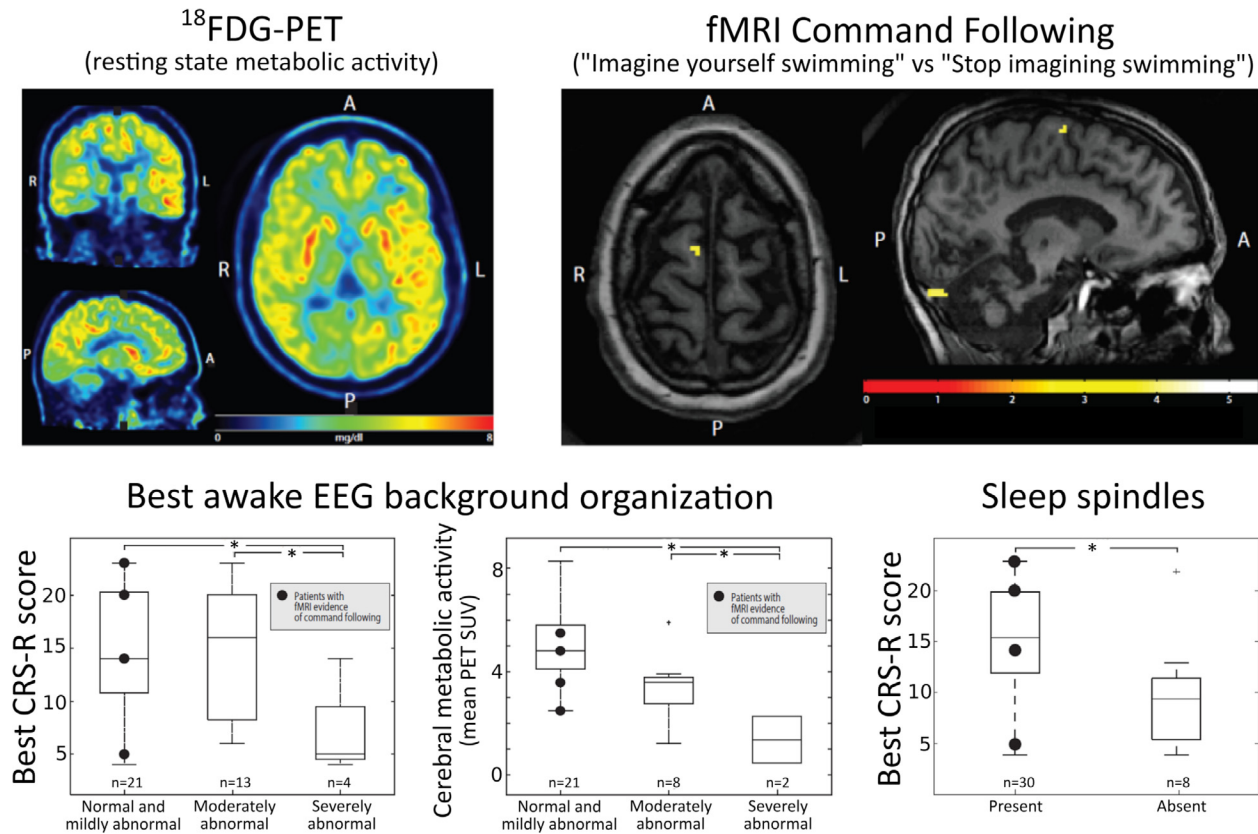 ¹⁸FDG-PET
(resting state metabolic activity)
fMRI Command Following
("Imagine yourself swimming" vs "Stop imagining swimming")
A
R
L
P
A
A
R
L
P
0
mg/dl
8
A
R
L
P
P
A
0
1
2
3
4
5
Best awake EEG background organization
Sleep spindles
Best CRS-R score
20
15
10
5
*
*
Patients with
fMRI evidence
of command following
n=21
n=13
n=4
Normal and
mildly abnormal
Moderately
abnormal
Severely
abnormal
Cerebral metabolic activity
(mean PET SUV)
8
6
4
2
0
*
*
Patients with
fMRI evidence
of command following
n=21
n=8
n=2
Normal and
mildly abnormal
Moderately
abnormal
Severely
abnormal
Best CRS-R score
20
15
10
5
*
n=30
n=8
Present
Absent